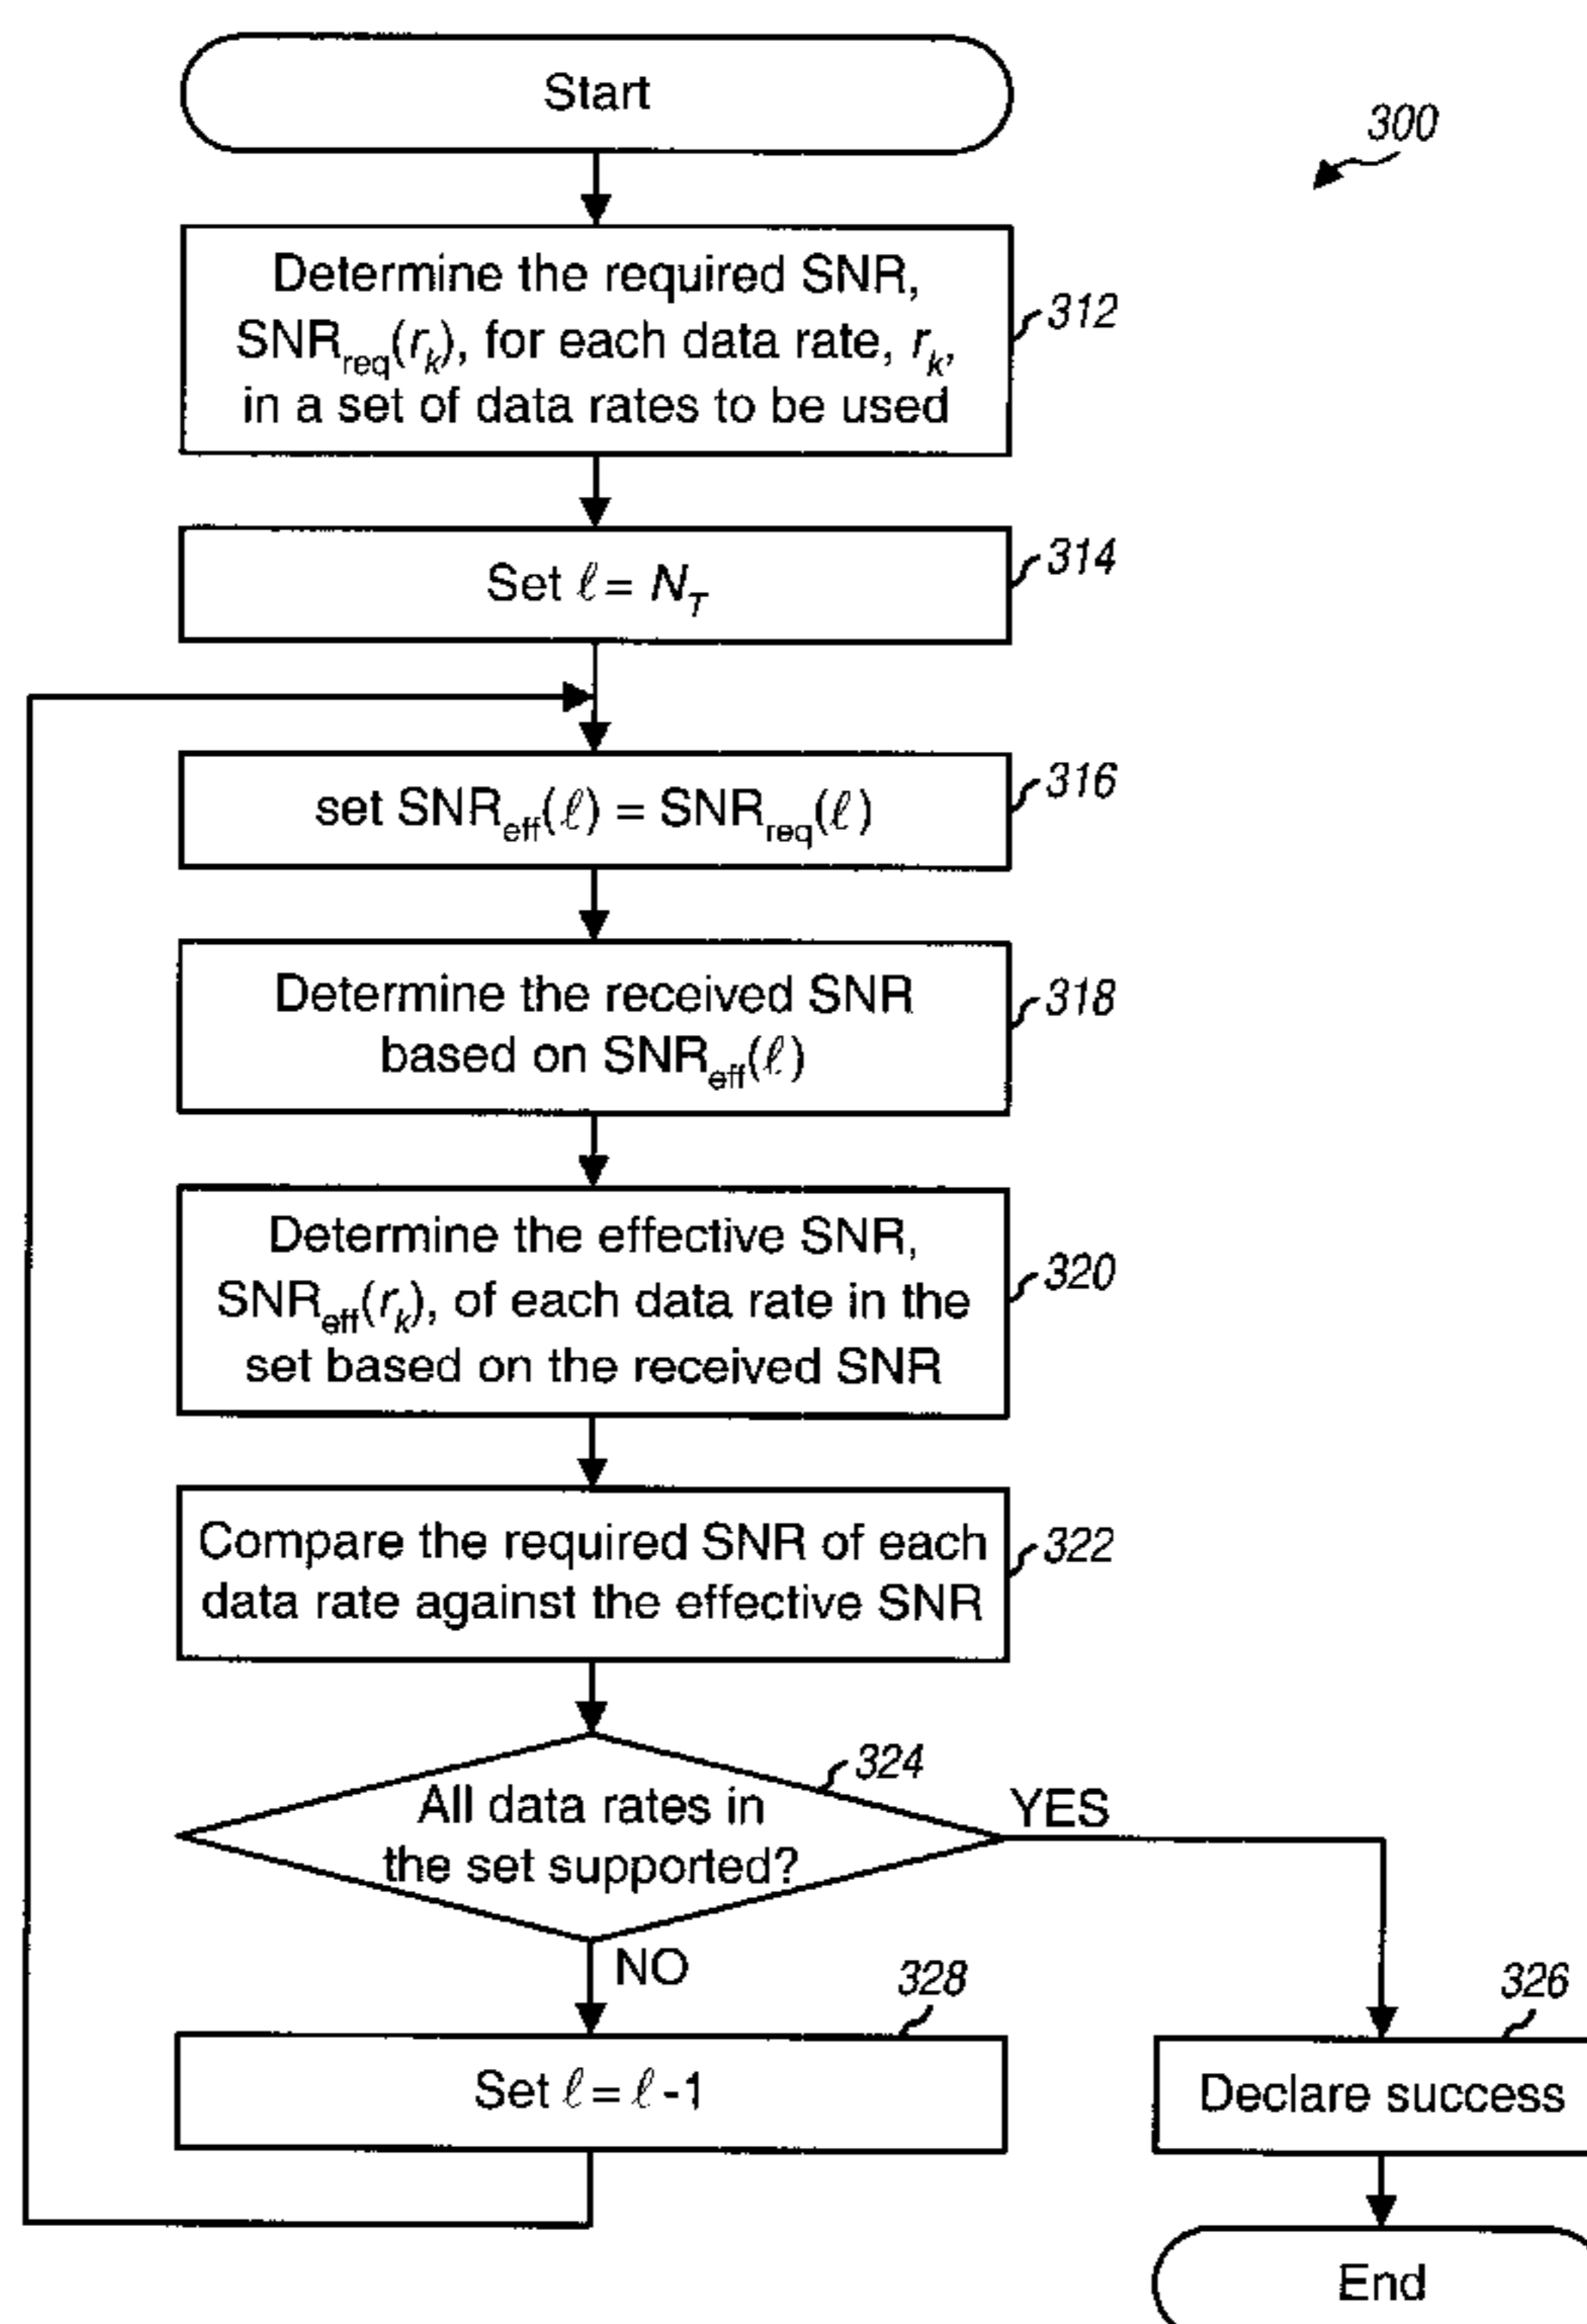 Start
300
Determine the required SNR,
SNRreq(rk), for each data rate, rk,
in a set of data rates to be used
312
Set ℓ = NT
314
set SNReff(ℓ) = SNRreq(ℓ)
316
Determine the received SNR
based on SNReff(ℓ)
318
Determine the effective SNR,
SNReff(rk), of each data rate in the
set based on the received SNR
320
Compare the required SNR of each
data rate against the effective SNR
322
All data rates in
the set supported?
324
YES
NO
328
Set ℓ = ℓ -1
326
Declare success
End